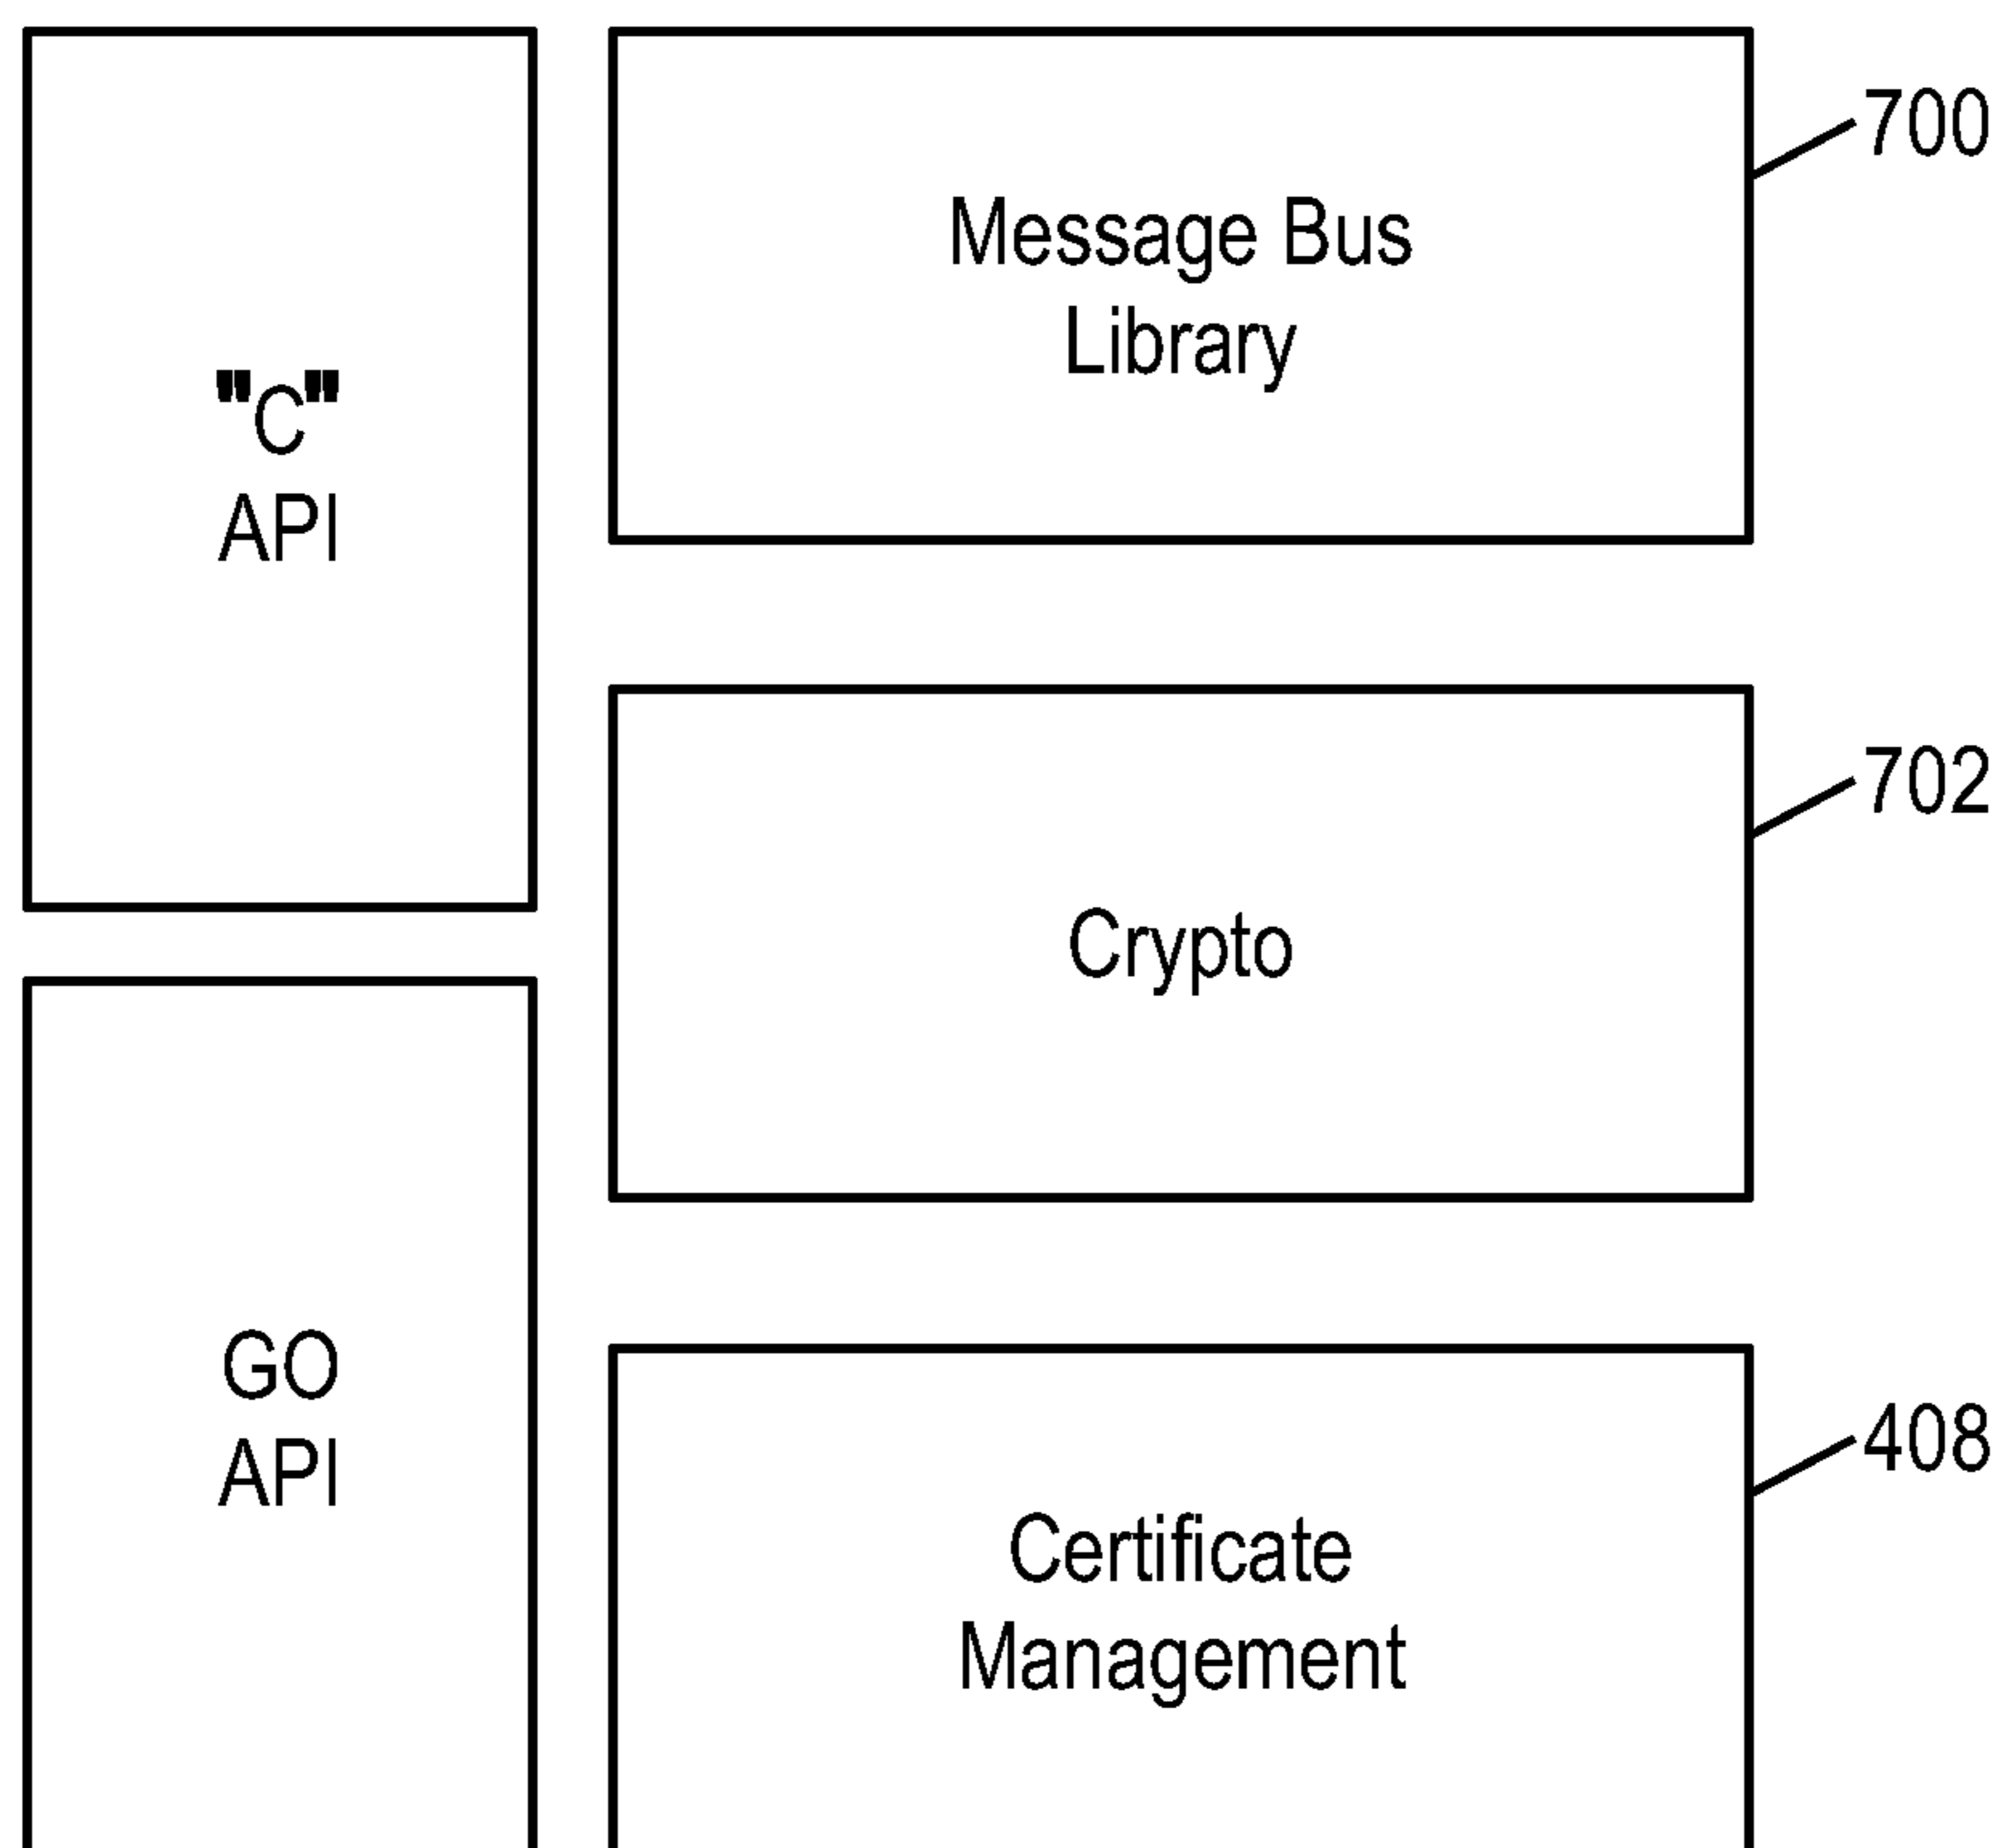 "C"
API
Message Bus
Library
700
Crypto
702
GO
API
Certificate
Management
408